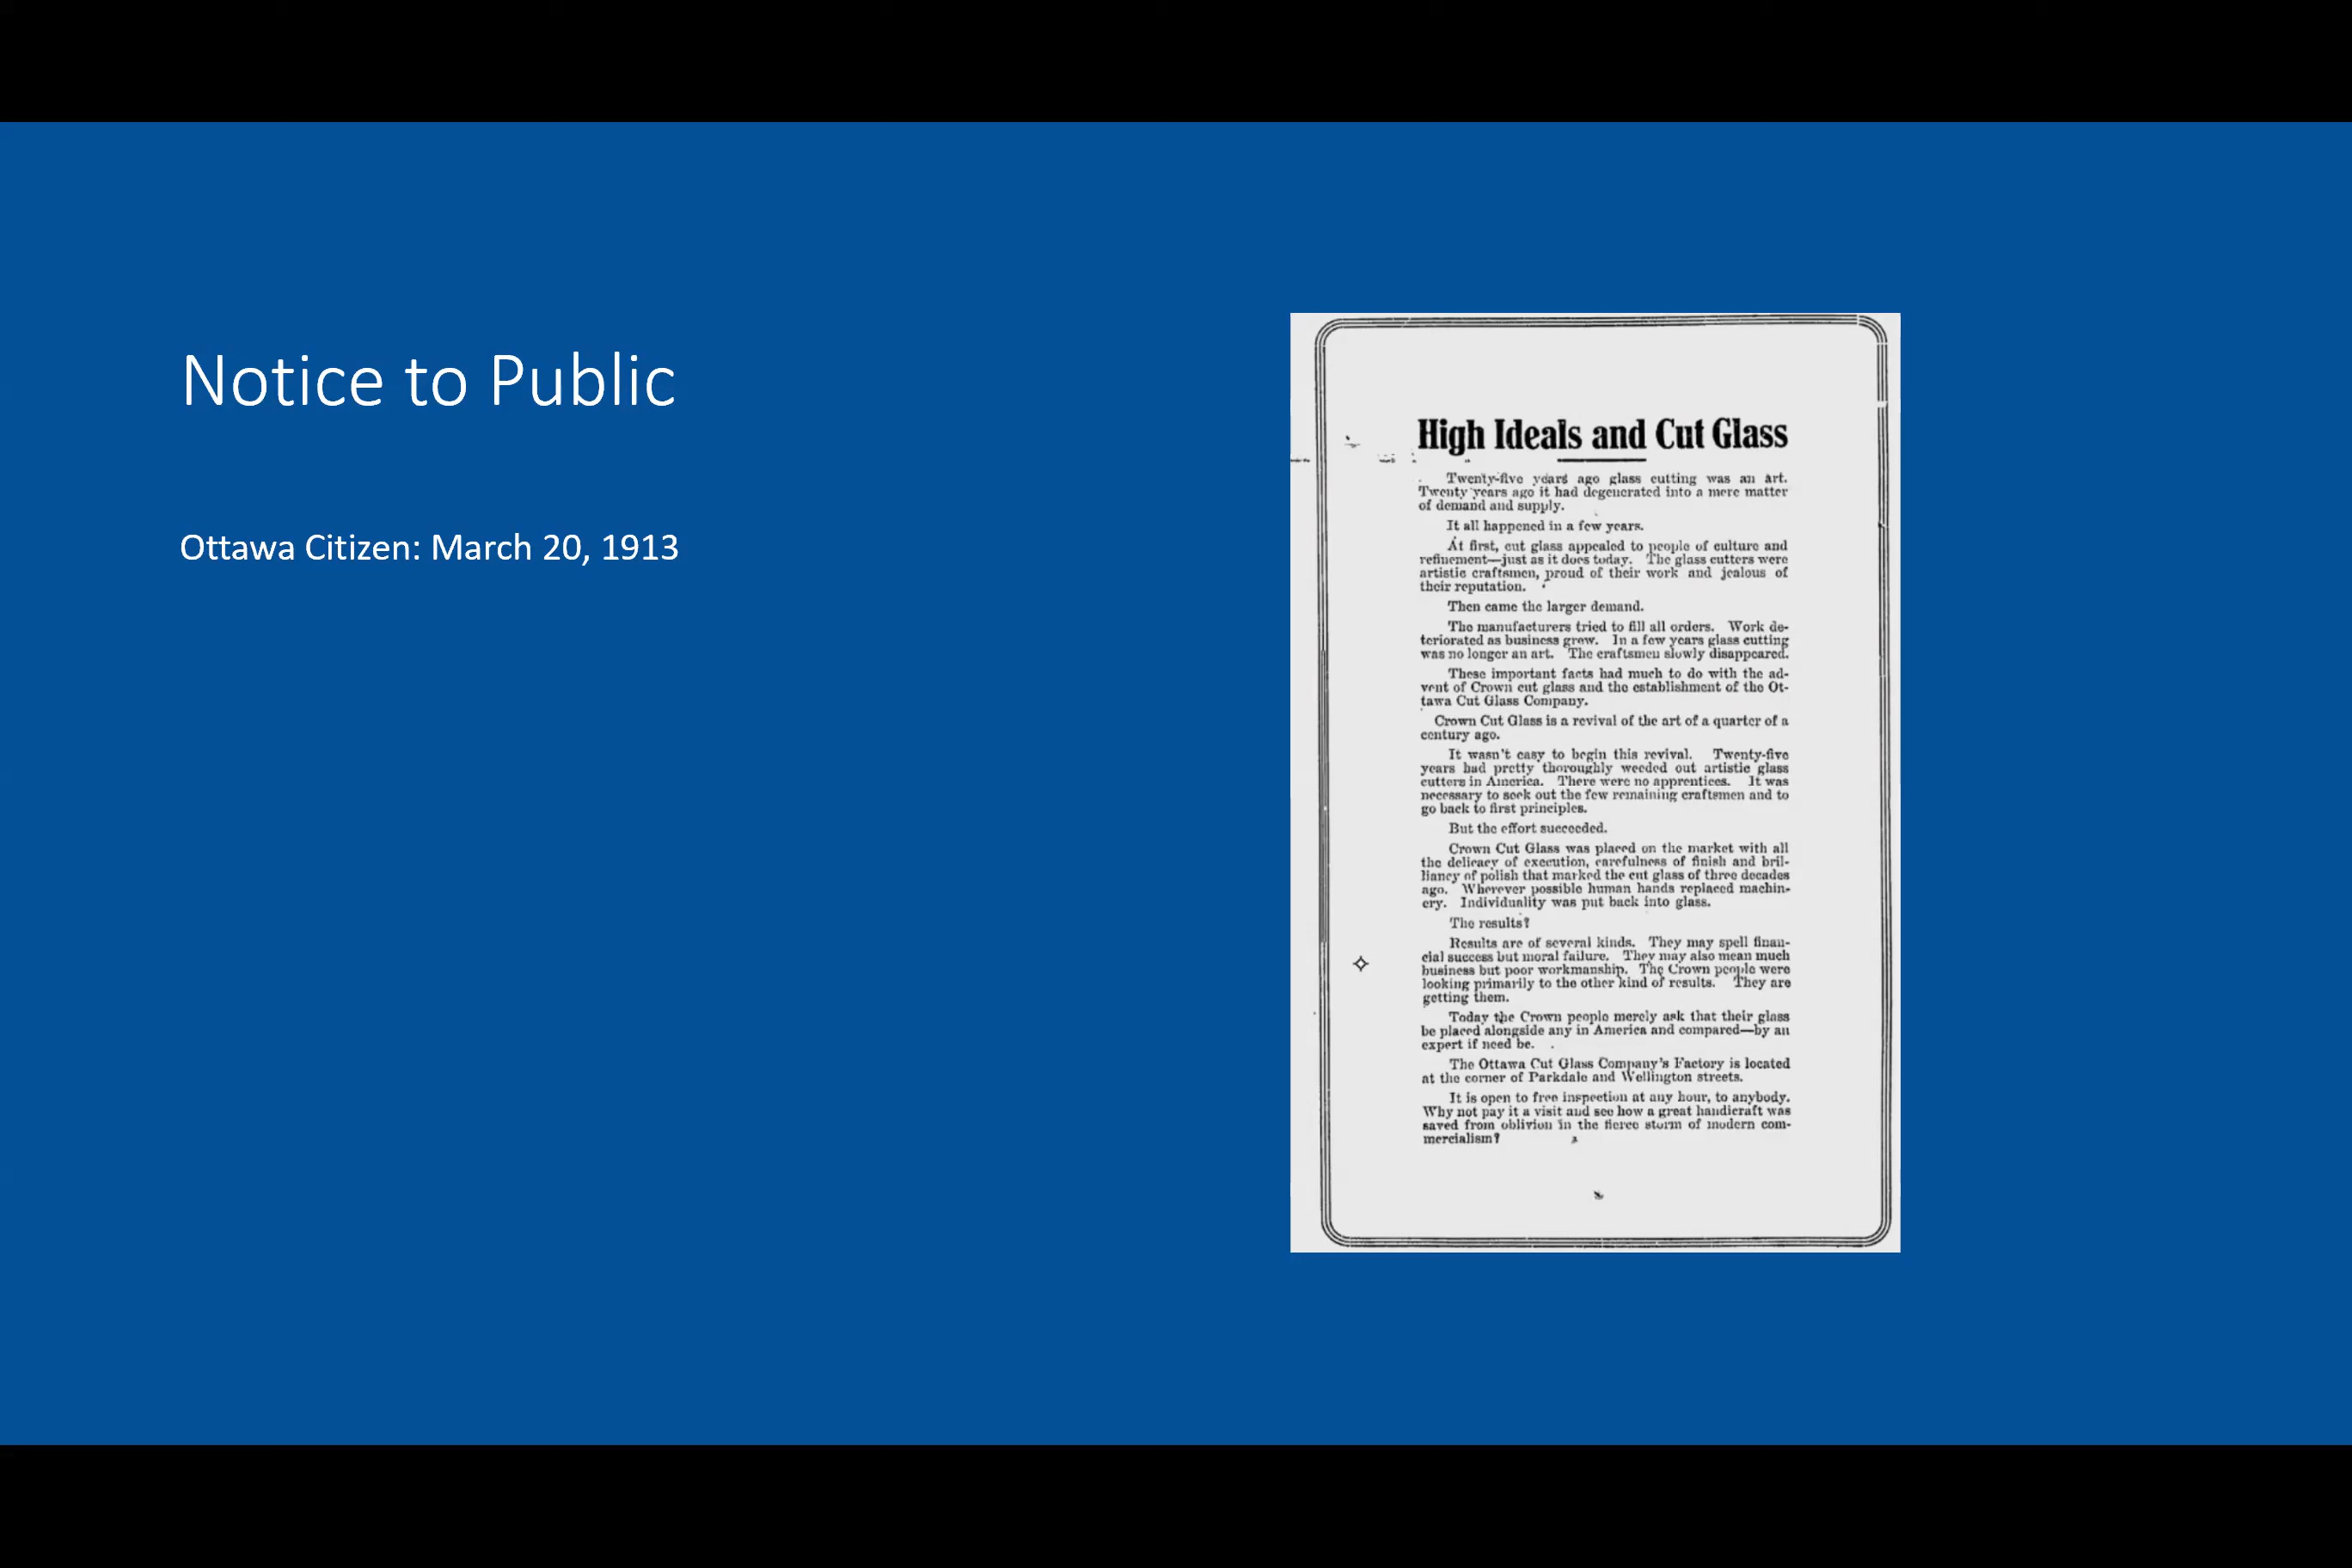 Notice to Public
Ottawa Citizen: March 20, 1913
High Ideals and Cut Glass
Twenty-five years ago glass cutting was an art.
Twenty years ago it had degenerated into a mere matter
of demand and supply.
It all happened in a few years.
At first, cut glass appealed to people of culture and
refinement—just as it does today. The glass cutters were
artistic craftsmen, proud of their work and jealous of
their reputation.
Then came the larger demand.
The manufacturers tried to fill all orders. Work de-
teriorated as business grew. In a few years glass cutting
was no longer an art. The craftsmen slowly disappeared.
These important facts had much to do with the ad-
vent of Crown cut glass and the establishment of the Ot-
tawa Cut Glass Company.
Crown Cut Glass is a revival of the art of a quarter of a
century ago.
It wasn't easy to begin this revival. Twenty-five
years had pretty thoroughly weeded out artistic glass
cutters in America. There were no apprentices. It was
necessary to seek out the few remaining craftsmen and to
go back to first principles.
But the effort succeeded.
Crown Cut Glass was placed on the market with all
the delicacy of execution, carefulness of finish and bril-
liancy of polish that marked the cut glass of three decades
ago. Wherever possible human hands replaced machin-
ery. Individuality was put back into glass.
The results?
Results are of several kinds. They may spell finan-
cial success but moral failure. They may also mean much
business but poor workmanship. The Crown people were
looking primarily to the other kind of results. They are
getting them.
Today the Crown people merely ask that their glass
be placed alongside any in America and compared—by an
expert if need be.
The Ottawa Cut Glass Company's Factory is located
at the corner of Parkdale and Wellington streets.
It is open to free inspection at any hour, to anybody.
Why not pay it a visit and see how a great handicraft was
saved from oblivion in the fierce storm of modern com-
mercialism?